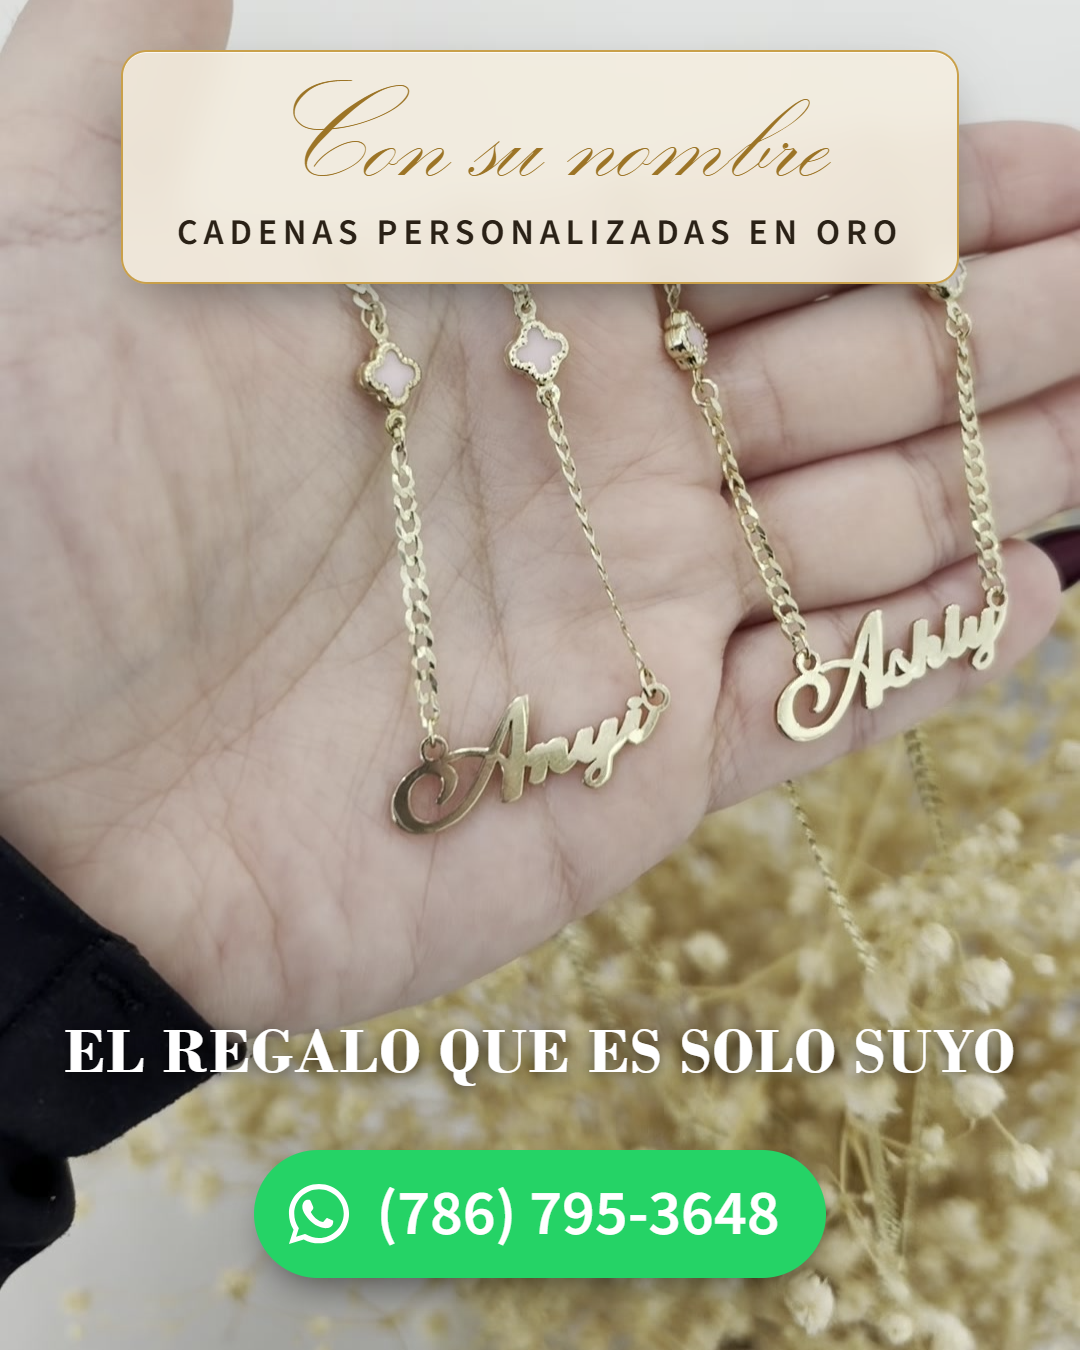 Con su nombre
CADENAS PERSONALIZADAS EN ORO
Anyi
Ashly
EL REGALO QUE ES SOLO SUYO
(786) 795-3648